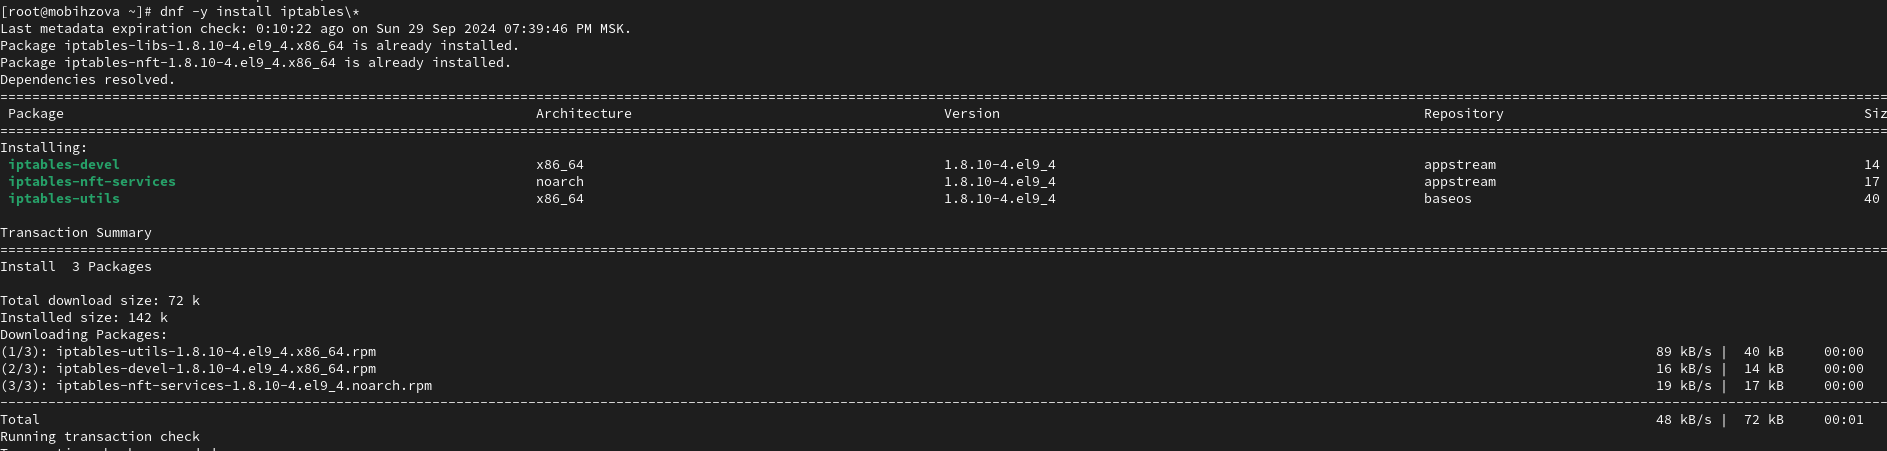 [root@mobihzova ~]# dnf -y install iptables\*
Last metadata expiration check: 0:10:22 ago on Sun 29 Sep 2024 07:39:46 PM MSK.
Package iptables-libs-1.8.10-4.el9_4.x86_64 is already installed.
Package iptables-nft-1.8.10-4.el9_4.x86_64 is already installed.
Dependencies resolved.
Package Architecture Version Repository Siz
Installing:
iptables-devel x86_64 1.8.10-4.el9_4 appstream 14
iptables-nft-services noarch 1.8.10-4.el9_4 appstream 17
iptables-utils x86_64 1.8.10-4.el9_4 baseos 40
Transaction Summary
Install 3 Packages
Total download size: 72 k
Installed size: 142 k
Downloading Packages:
(1/3): iptables-utils-1.8.10-4.el9_4.x86_64.rpm 89 kB/s | 40 kB 00:00
(2/3): iptables-devel-1.8.10-4.el9_4.x86_64.rpm 16 kB/s | 14 kB 00:00
(3/3): iptables-nft-services-1.8.10-4.el9_4.noarch.rpm 19 kB/s | 17 kB 00:00
Total 48 kB/s | 72 kB 00:01
Running transaction check